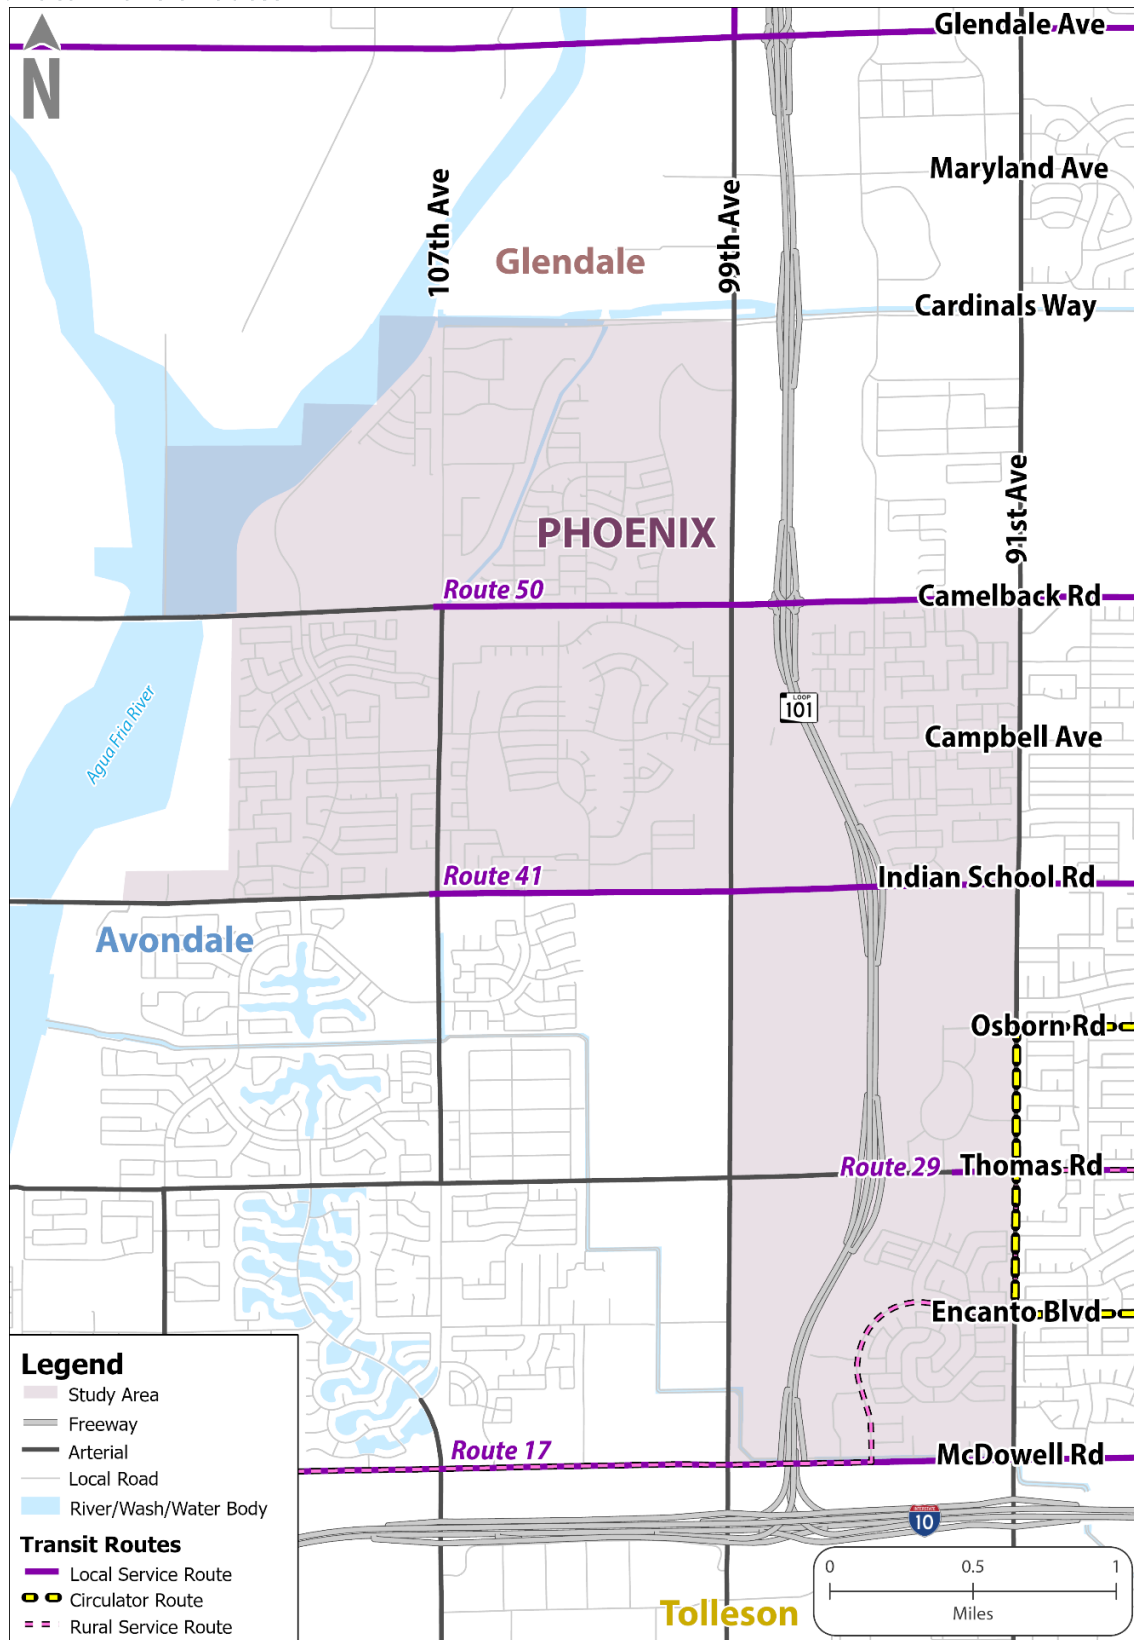 Glendale Ave
N
Maryland Ave
107th Ave
99th Ave
Glendale
Cardinals Way
91st Ave
PHOENIX
Route 50
Camelback Rd
LOOP
101
Agua Fria River
Campbell Ave
Route 41
Indian School Rd
Avondale
Osborn Rd
Route 29
Thomas Rd
Encanto Blvd
Route 17
McDowell Rd
INTERSTATE
10
Legend
Study Area
Freeway
Arterial
Local Road
River/Wash/Water Body
Transit Routes
Local Service Route
Circulator Route
Rural Service Route
Tolleson
0 0.5 1
Miles